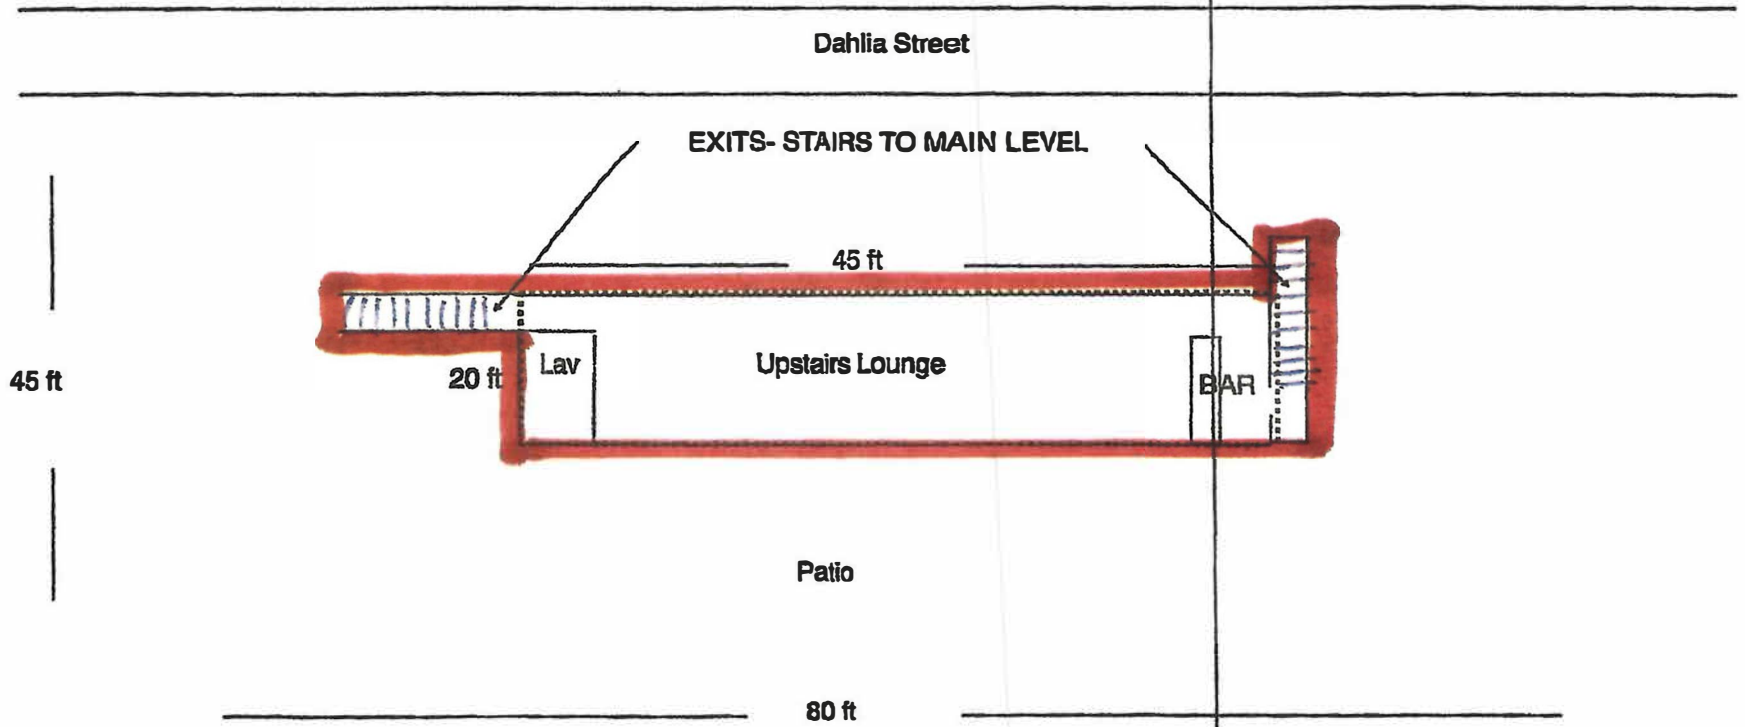 Dahlia Street
EXITS- STAIRS TO MAIN LEVEL
45 ft
45 ft
20 ft
Lav
Upstairs Lounge
BAR
Patio
80 ft